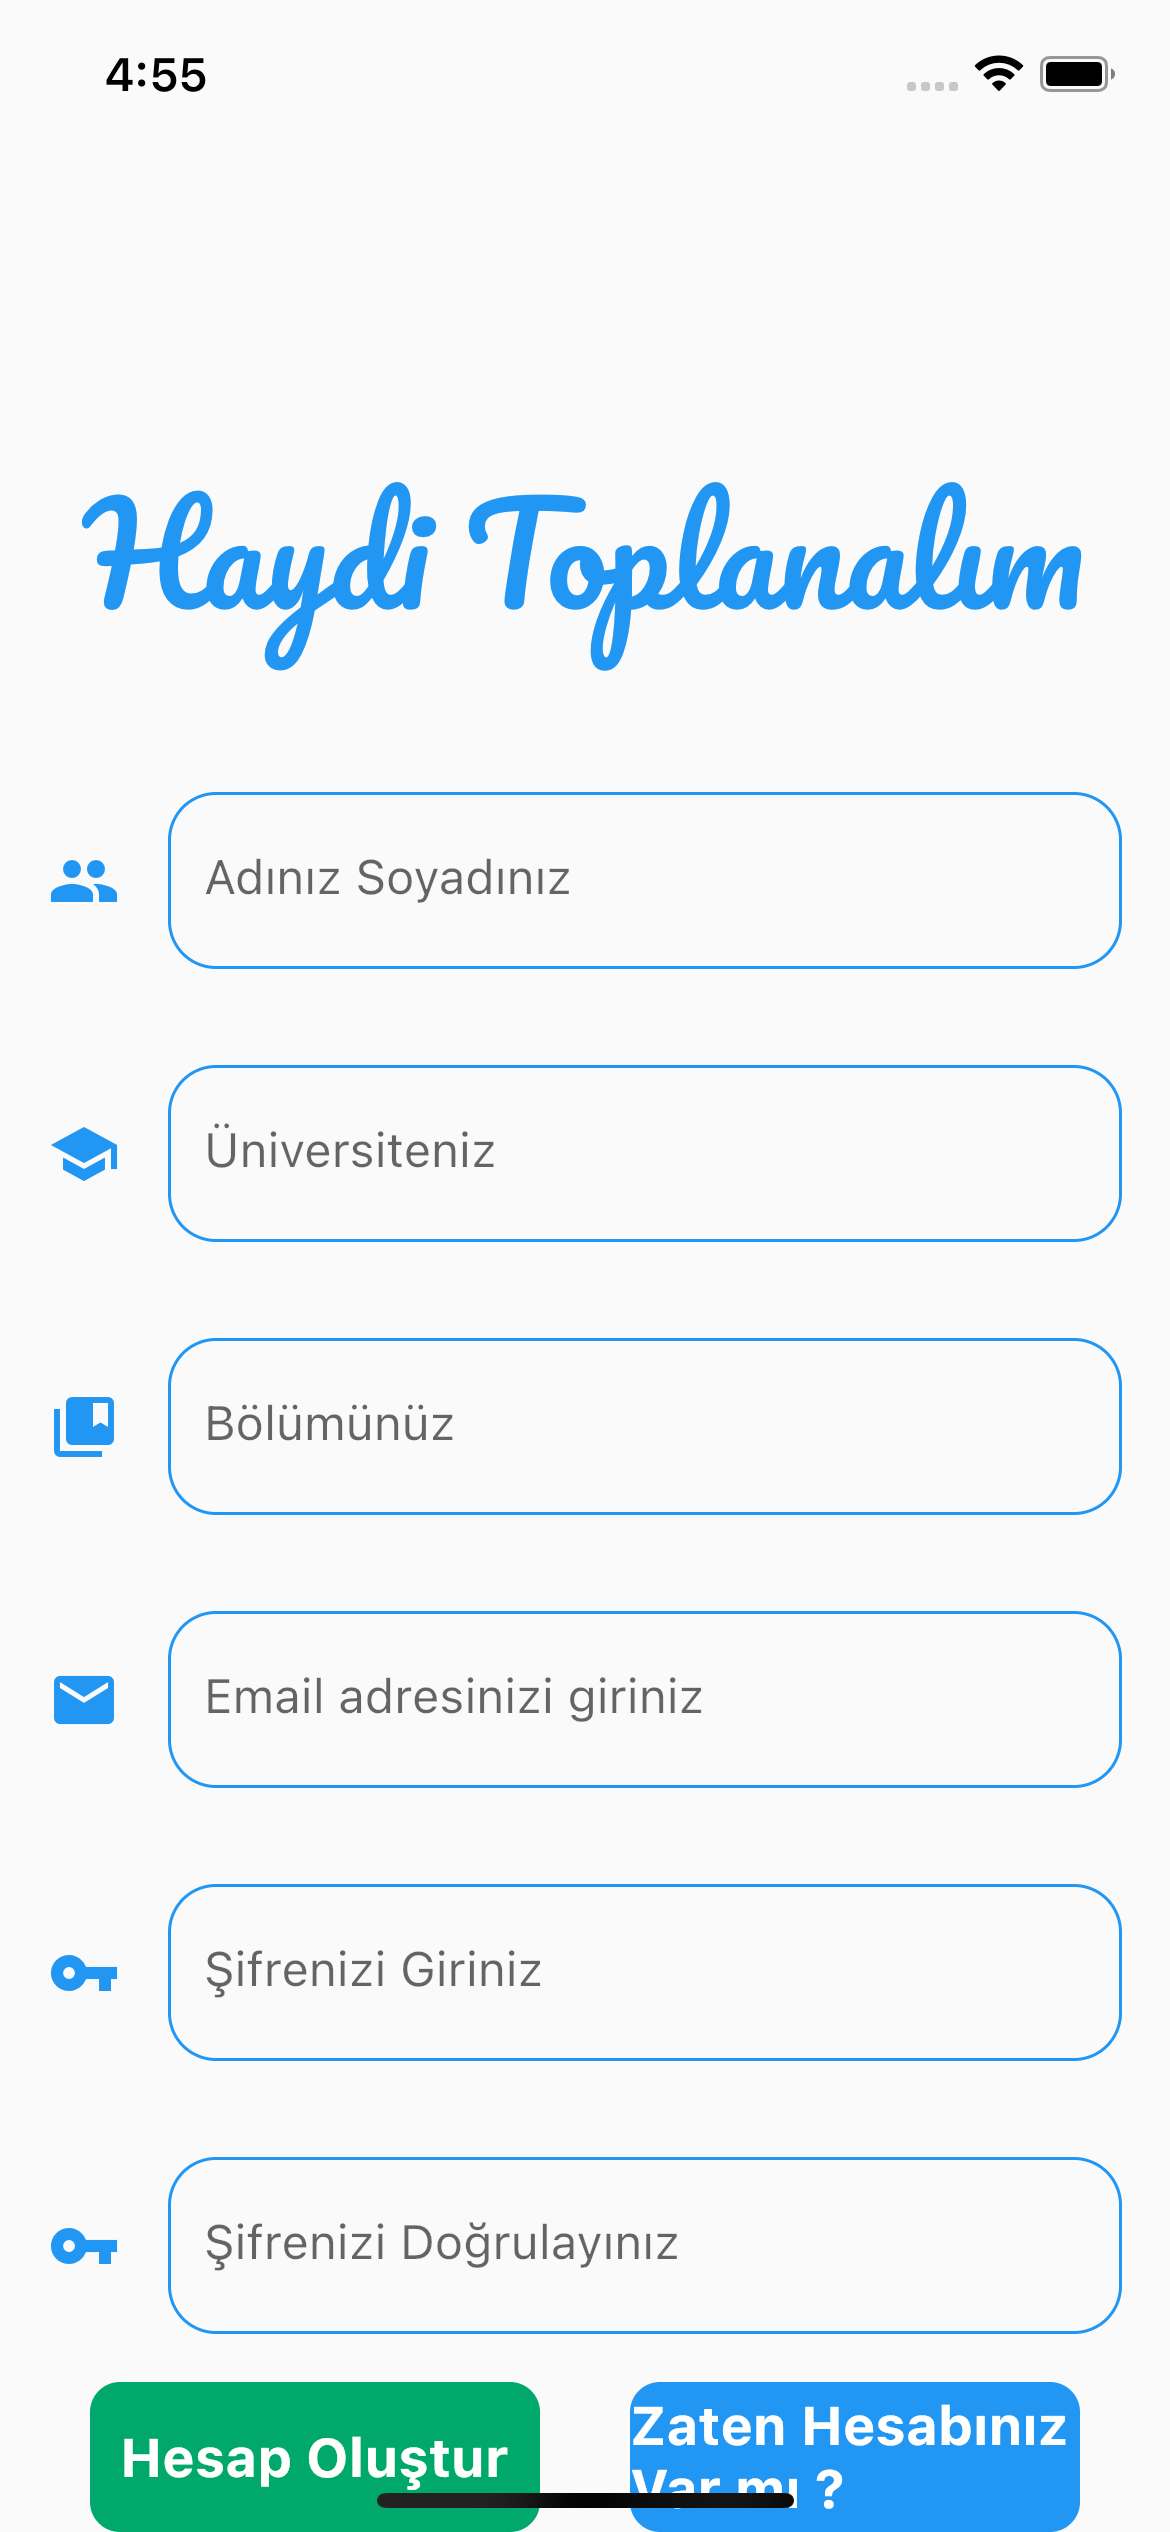 4:55
Haydi Toplanalım
Adınız Soyadınız
Üniversiteniz
Bölümünüz
Email adresinizi giriniz
Şifrenizi Giriniz
Şifrenizi Doğrulayınız
Hesap Oluştur
Zaten Hesabınız
Var mı ?